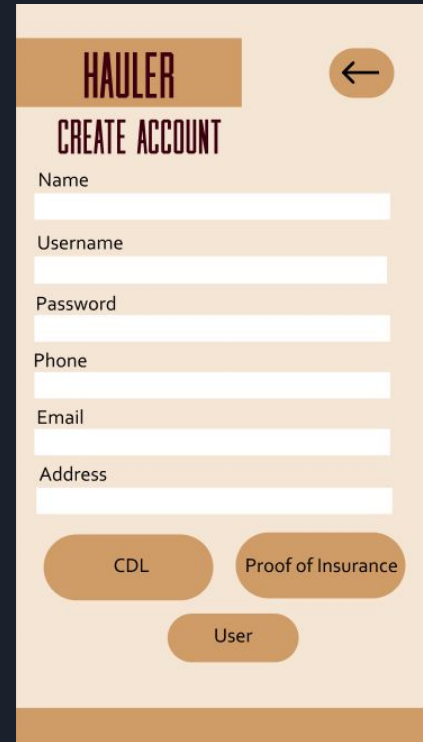 HAULER
CREATE ACCOUNT
Name
Username
Password
Phone
Email
Address
CDL
Proof of Insurance
User